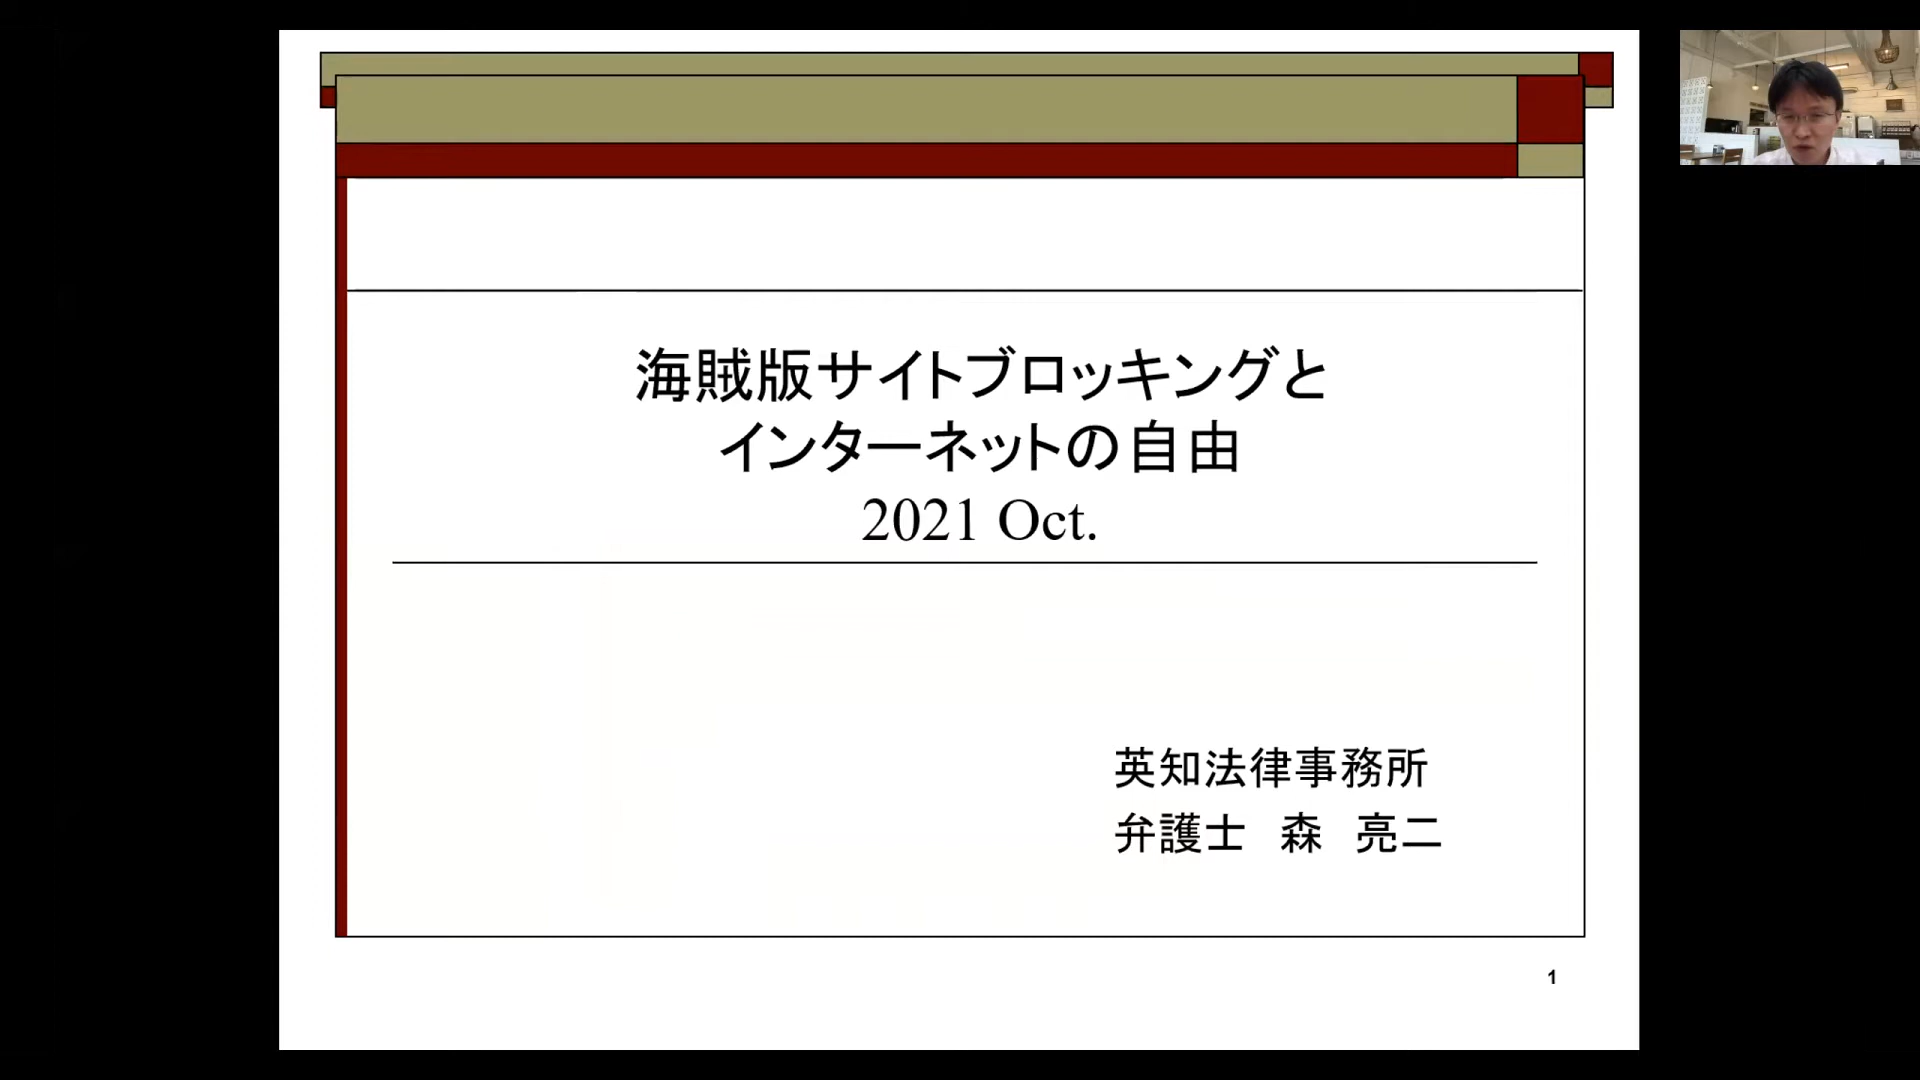 海賊版サイトブロッキングと
インターネットの自由
2021 Oct.
英知法律事務所
弁護士　森　亮二
1